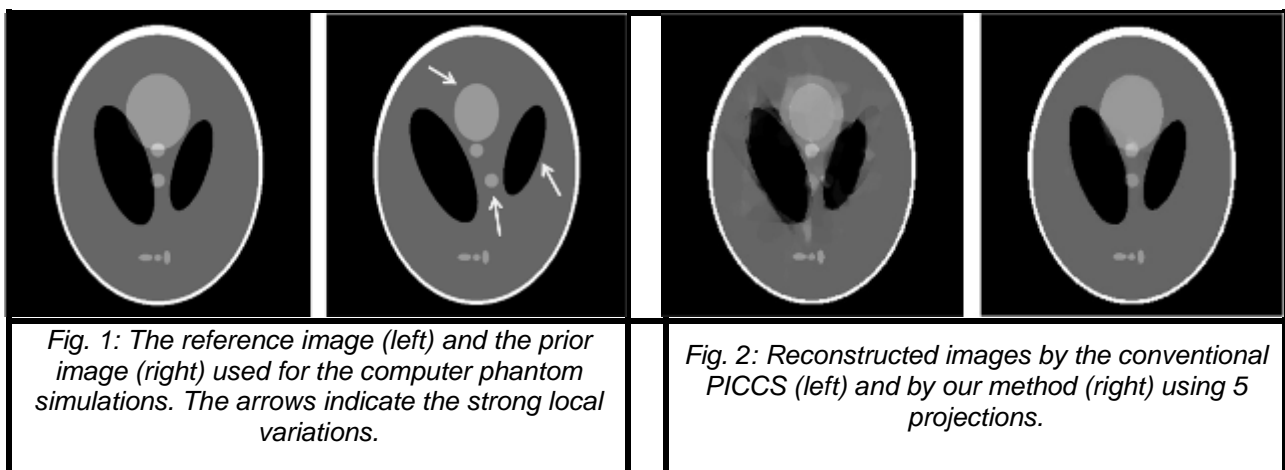 Fig. 1: The reference image (left) and the prior
image (right) used for the computer phantom
simulations. The arrows indicate the strong local
variations.
Fig. 2: Reconstructed images by the conventional
PICCS (left) and by our method (right) using 5
projections.